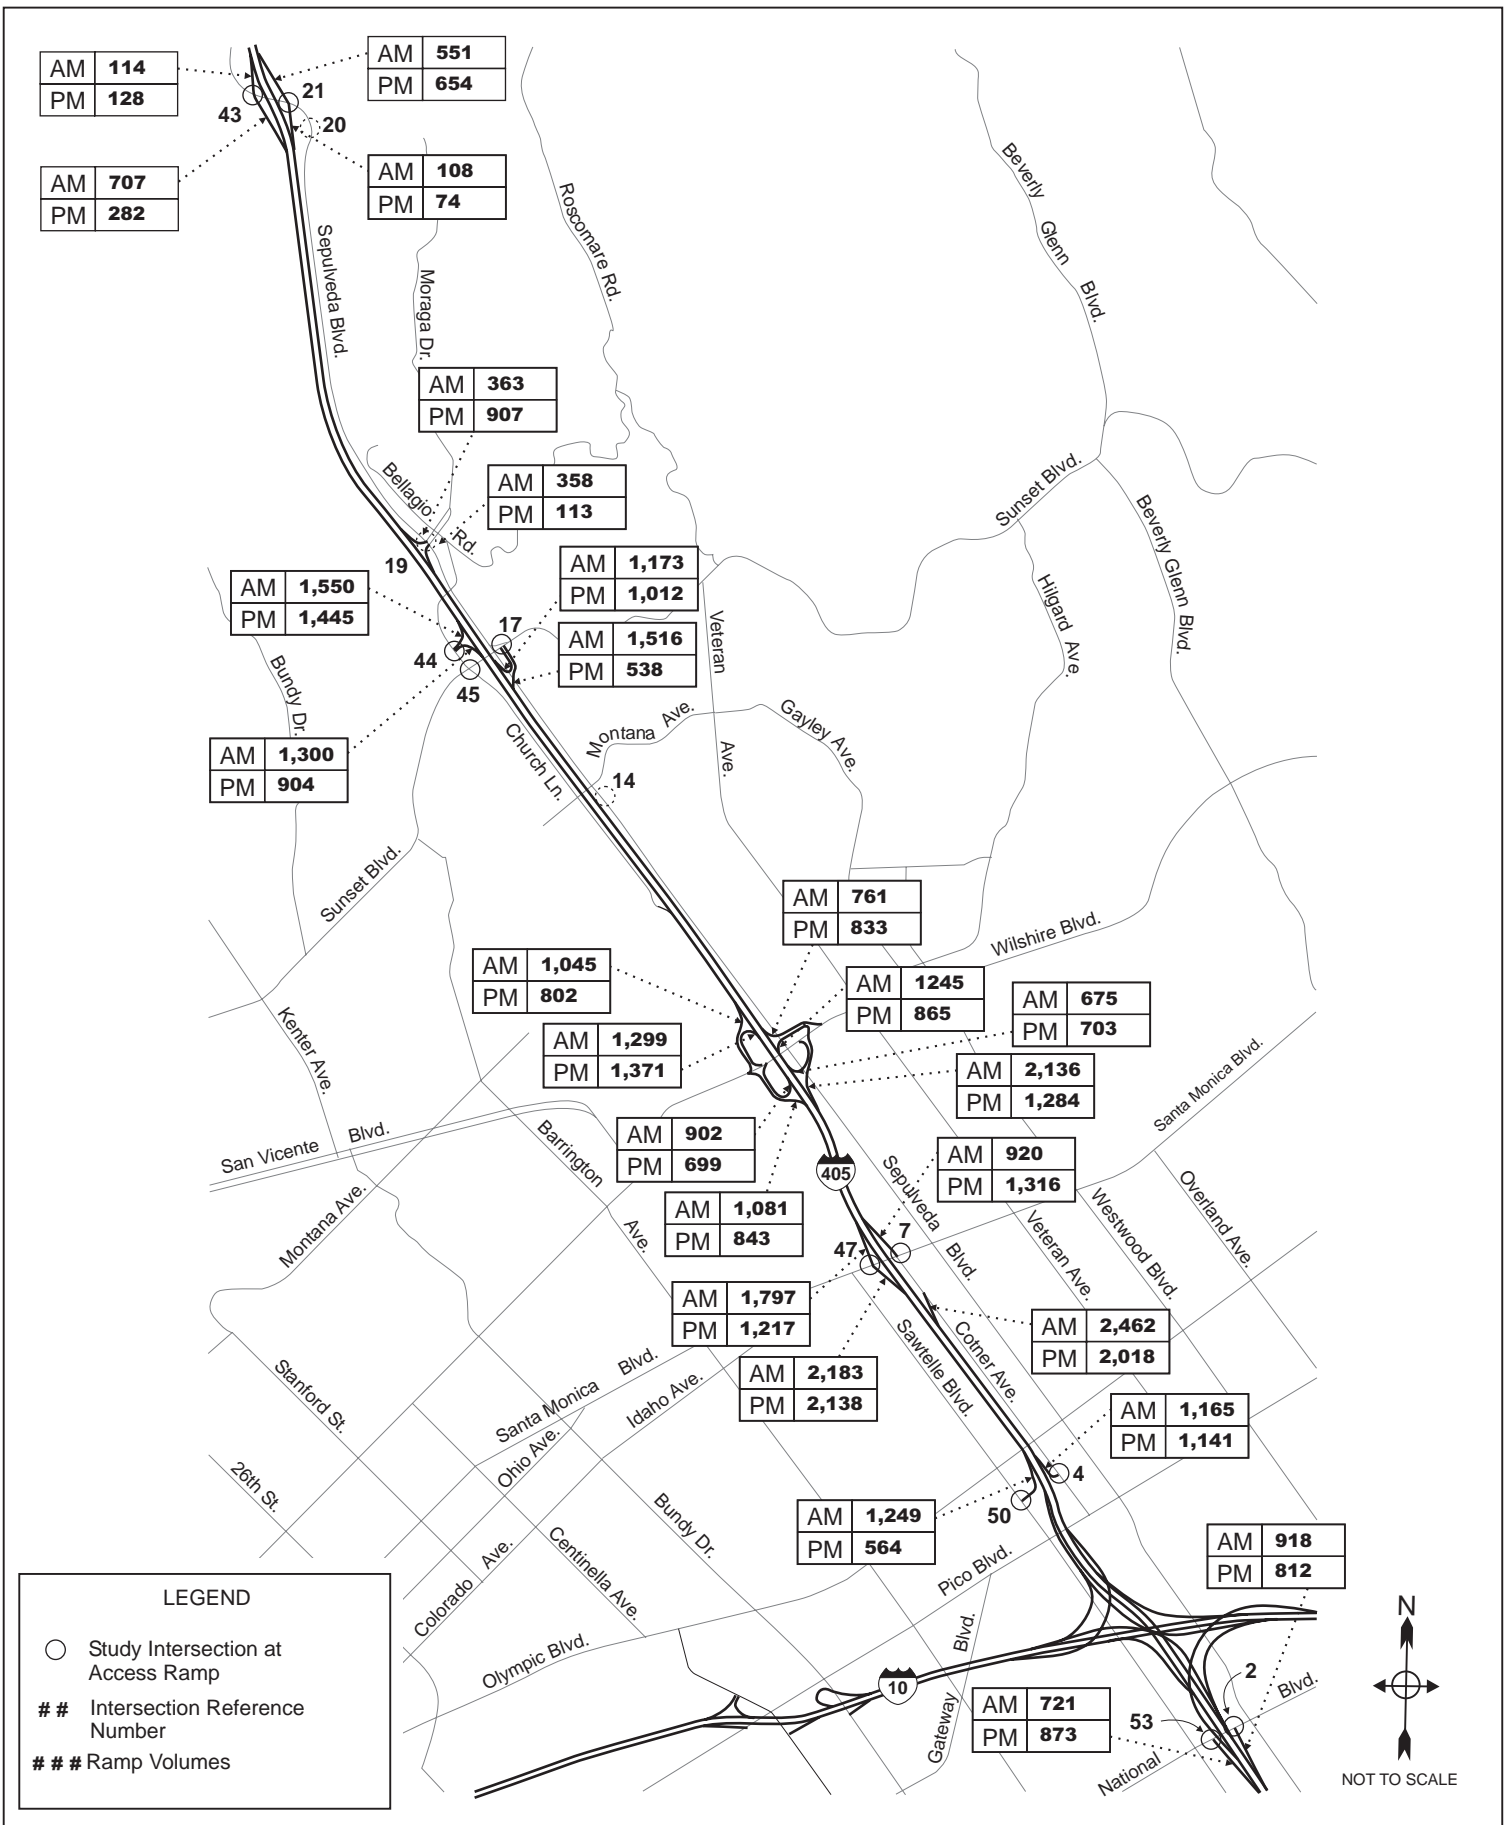 AM 114
PM 128
AM 551
PM 654
43
21
20
AM 707
PM 282
AM 108
PM 74
Sepulveda Blvd.
Moraga Dr.
Roscomare Rd.
Beverly Glenn Blvd.
AM 363
PM 907
Bellagio Rd.
AM 358
PM 113
19
Sunset Blvd.
Beverly Glenn Blvd.
AM 1,550
PM 1,445
AM 1,173
PM 1,012
17
AM 1,516
PM 538
44
45
Veteran Ave.
Hilgard Ave
Bundy Dr.
AM 1,300
PM 904
Church Ln.
Montana Ave.
Gayley Ave.
14
Sunset Blvd.
AM 761
PM 833
Wilshire Blvd.
AM 1,045
PM 802
AM 1245
PM 865
AM 675
PM 703
Kenter Ave.
AM 1,299
PM 1,371
AM 2,136
PM 1,284
Santa Monica Blvd.
San Vicente Blvd.
Barrington Ave.
AM 902
PM 699
405
Sepulveda Blvd.
AM 920
PM 1,316
Montana Ave.
AM 1,081
PM 843
Veteran Ave.
Westwood Blvd.
Overland Ave.
47
7
AM 1,797
PM 1,217
AM 2,462
PM 2,018
Sawtelle Blvd.
Cotner Ave.
AM 2,183
PM 2,138
Stanford St.
Santa Monica Blvd.
Idaho Ave.
Ohio Ave.
AM 1,165
PM 1,141
26th St.
4
50
AM 1,249
PM 564
Bundy Dr.
Centinella Ave.
Colorado Ave.
AM 918
PM 812
Pico Blvd.
Olympic Blvd.
10
Gateway Blvd.
AM 721
PM 873
53
2
National Blvd.
LEGEND
Study Intersection at
Access Ramp
## Intersection Reference
Number
### Ramp Volumes
N
NOT TO SCALE